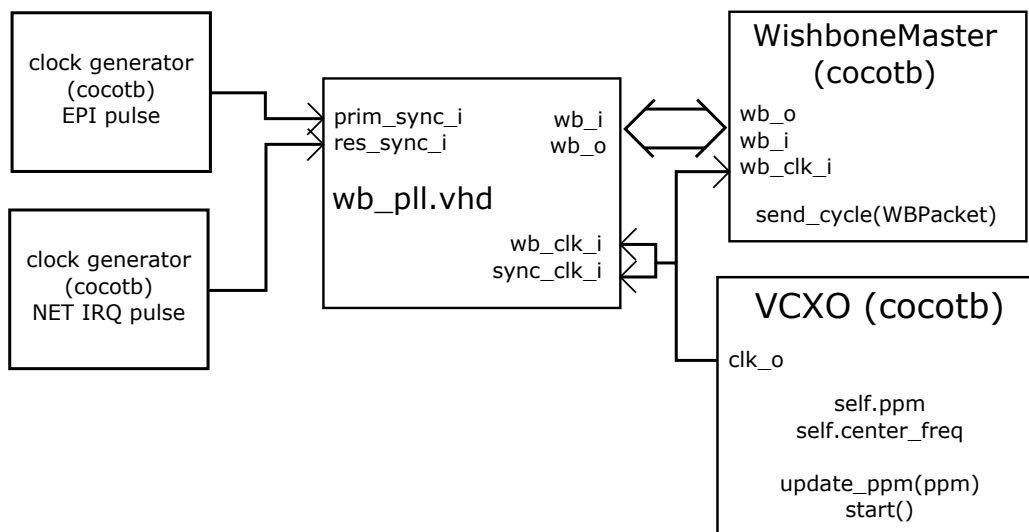 clock generator
(cocotb)
EPI pulse
clock generator
(cocotb)
NET IRQ pulse
prim_sync_i
res_sync_i
wb_i
wb_o
wb_pll.vhd
wb_clk_i
sync_clk_i
WishboneMaster
(cocotb)
wb_o
wb_i
wb_clk_i
send_cycle(WBPacket)
VCXO (cocotb)
clk_o
self.ppm
self.center_freq
update_ppm(ppm)
start()